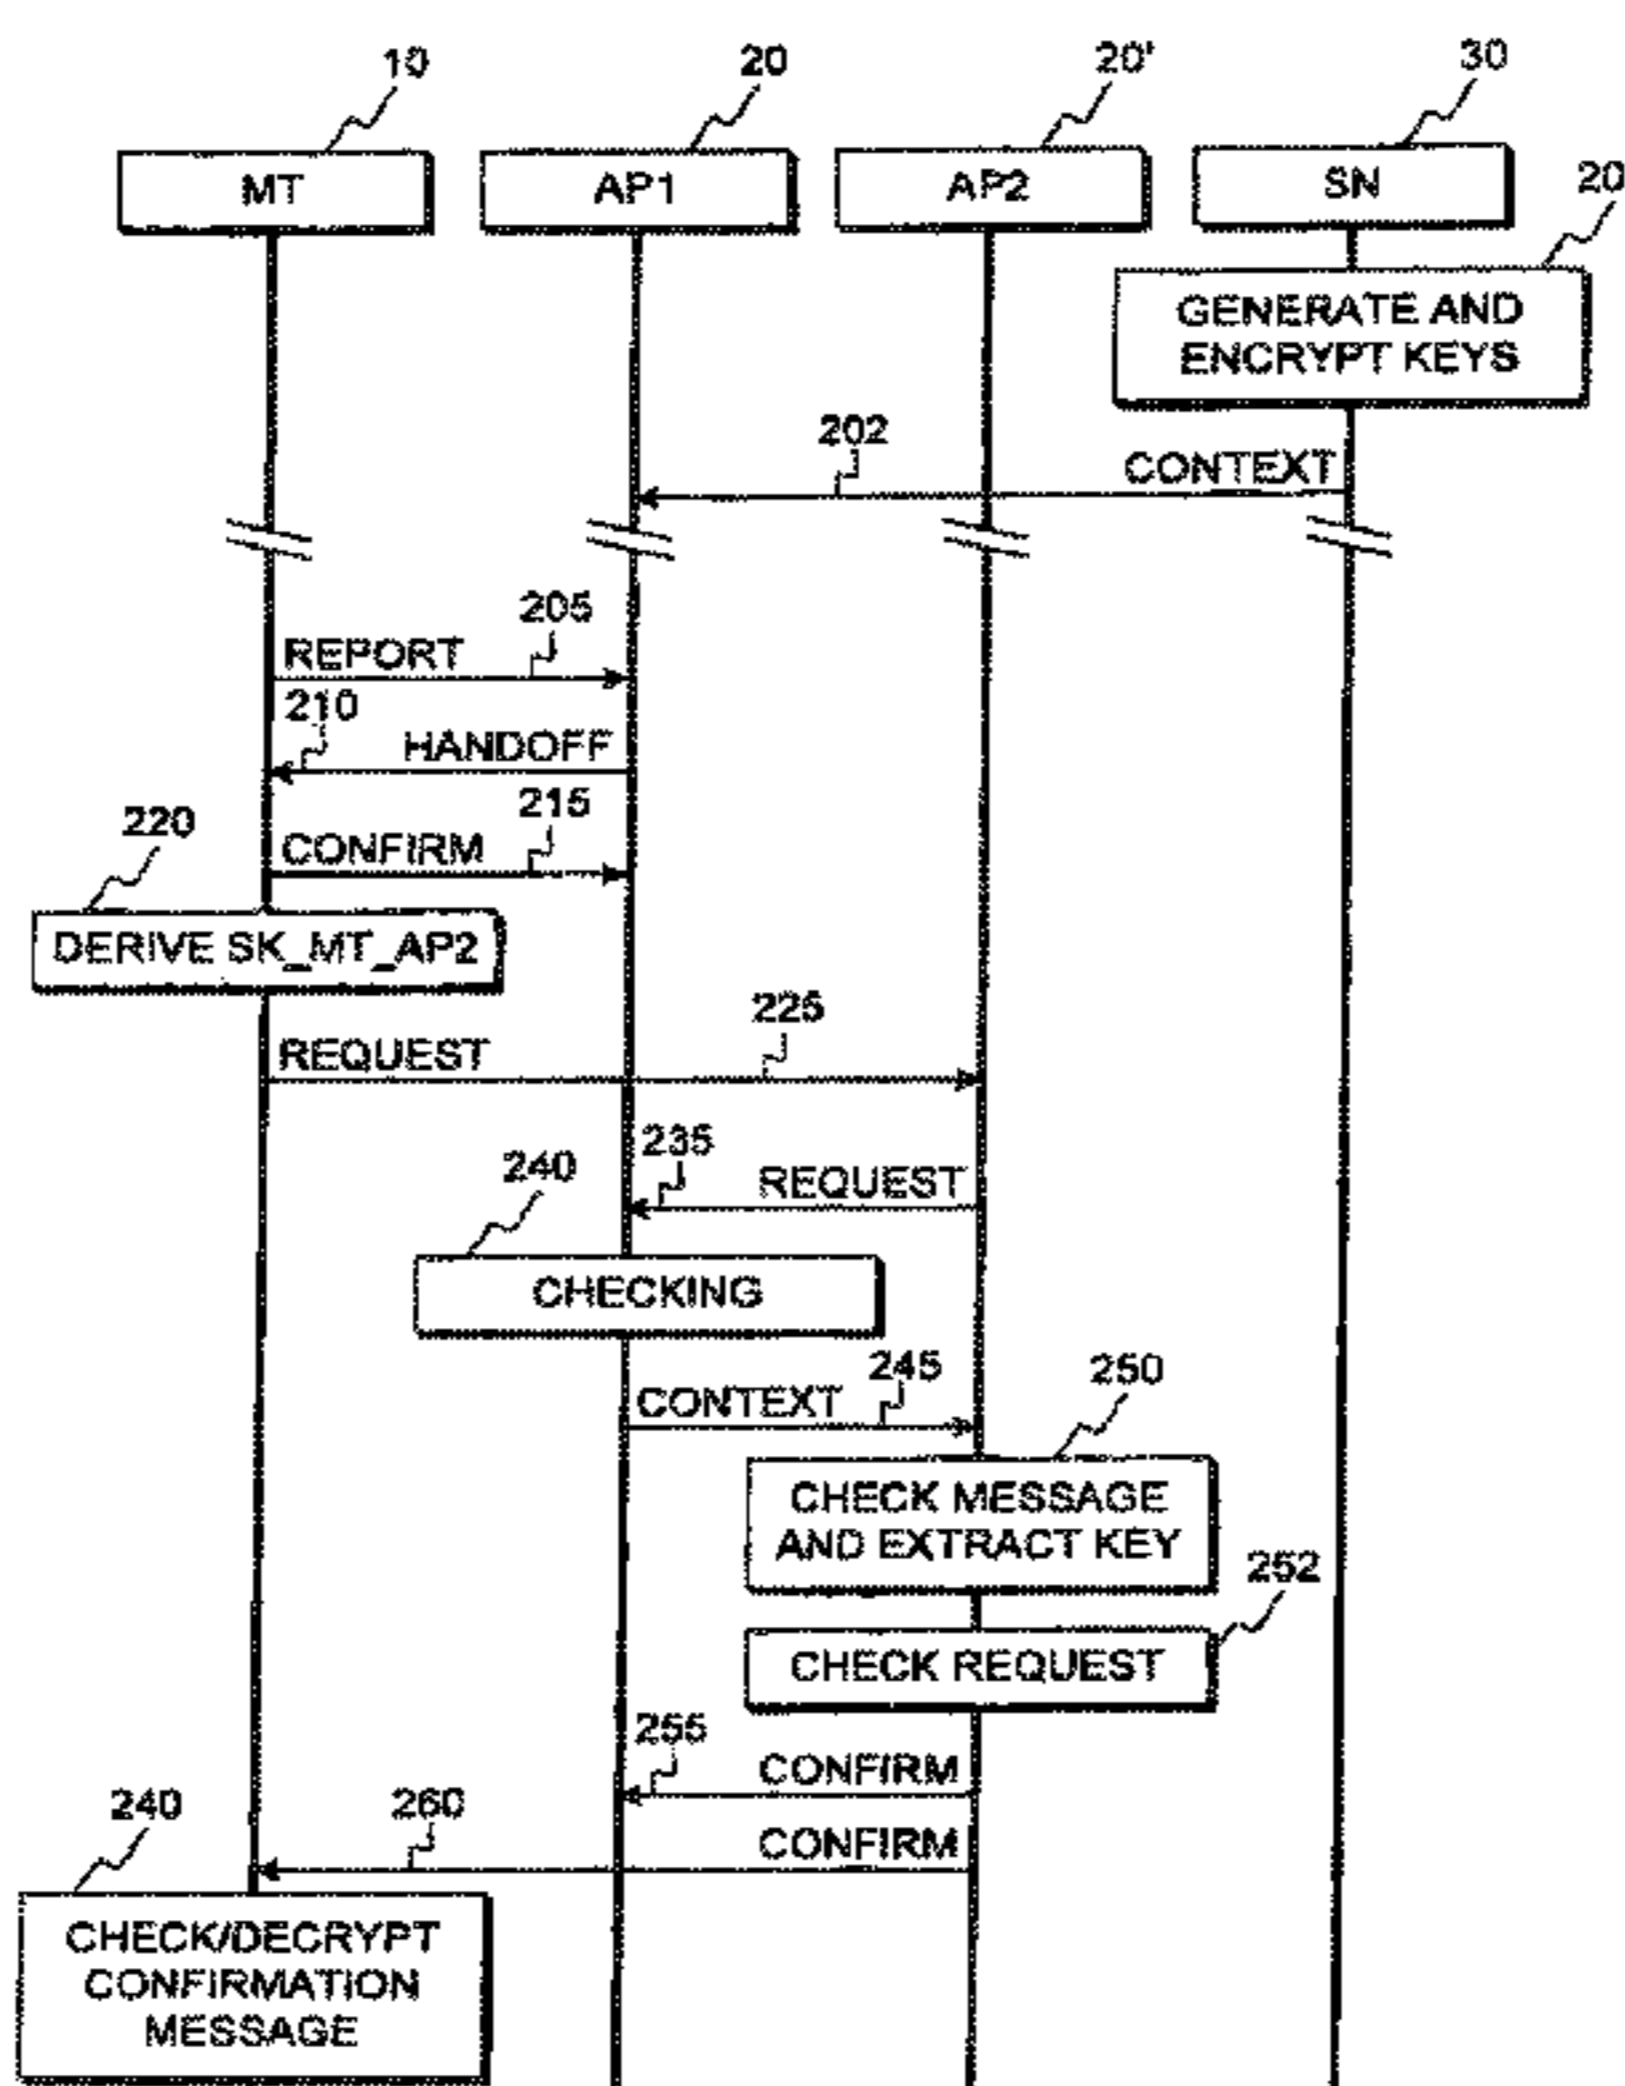 10
20
20'
30
MT
AP1
AP2
SN
20
GENERATE AND
ENCRYPT KEYS
202
CONTEXT
205
REPORT
210
HANDOFF
215
CONFIRM
220
DERIVE SK_MT_AP2
225
REQUEST
235
REQUEST
240
CHECKING
245
CONTEXT
250
CHECK MESSAGE
AND EXTRACT KEY
252
CHECK REQUEST
255
CONFIRM
260
CONFIRM
240
CHECK/DECRYPT
CONFIRMATION
MESSAGE